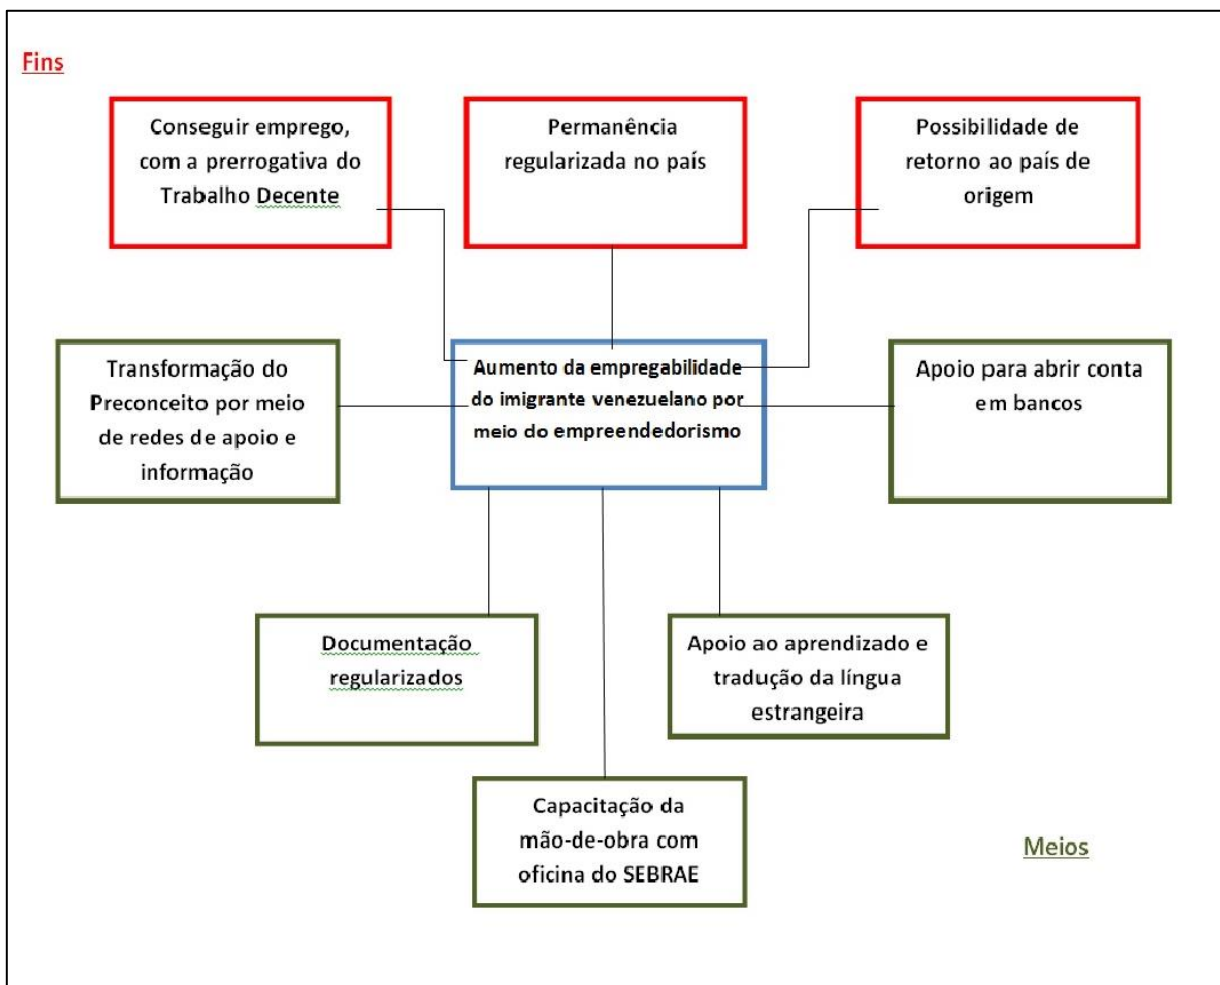 Fins
Conseguir emprego,
com a prerrogativa do
Trabalho Decente
Permanência
regularizada no país
Possibilidade de
retorno ao país de
origem
Transformação do
Preconceito por meio
de redes de apoio e
informação
Aumento da empregabilidade
do imigrante venezuelano por
meio do empreendedorismo
Apoio para abrir conta
em bancos
Documentação
regularizados
Apoio ao aprendizado e
tradução da língua
estrangeira
Capacitação da
mão-de-obra com
oficina do SEBRAE
Meios